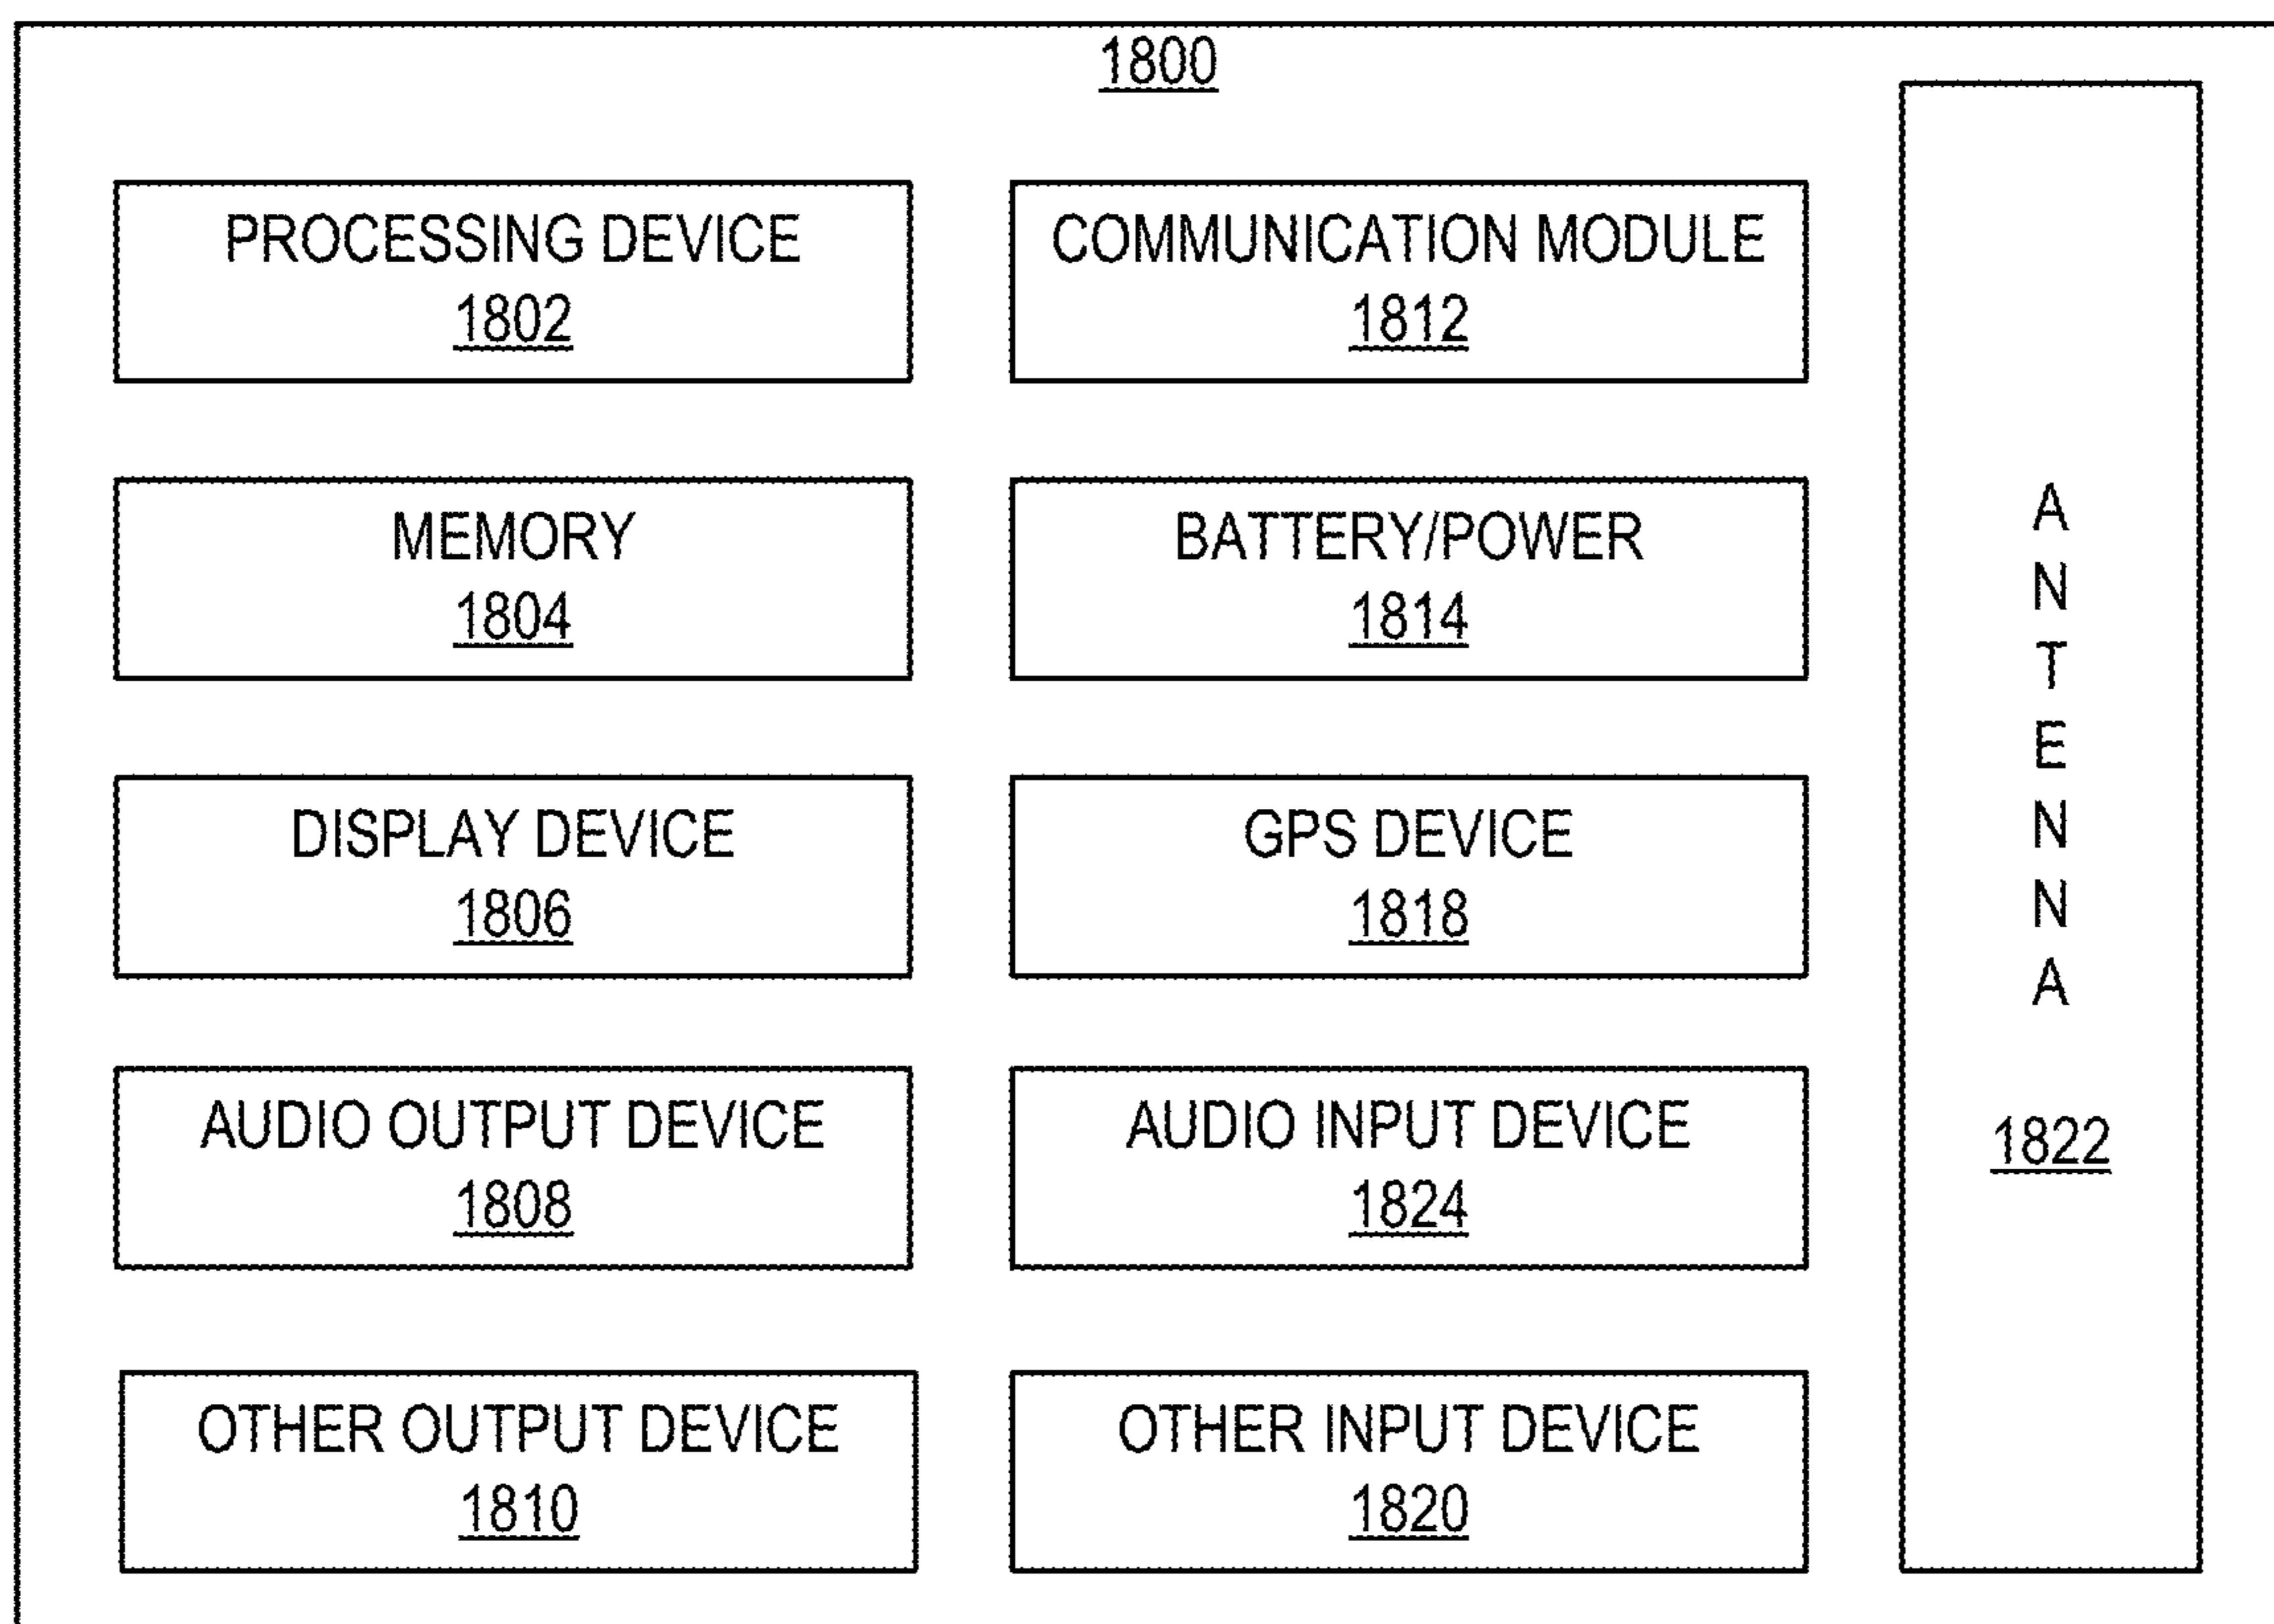 1800
PROCESSING DEVICE
1802
COMMUNICATION MODULE
1812
MEMORY
1804
BATTERY/POWER
1814
DISPLAY DEVICE
1806
GPS DEVICE
1818
AUDIO OUTPUT DEVICE
1808
AUDIO INPUT DEVICE
1824
OTHER OUTPUT DEVICE
1810
OTHER INPUT DEVICE
1820
ANTENNA
1822